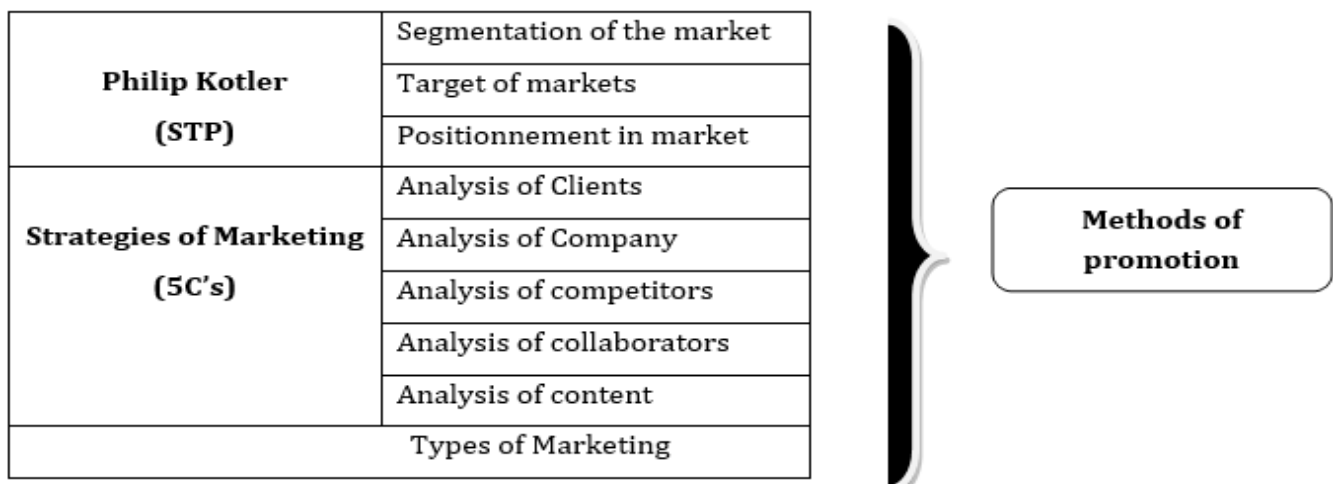 Philip Kotler
(STP)
Segmentation of the market
Target of markets
Positionnement in market
Strategies of Marketing
(5C’s)
Analysis of Clients
Analysis of Company
Analysis of competitors
Analysis of collaborators
Analysis of content
Types of Marketing
Methods of
promotion